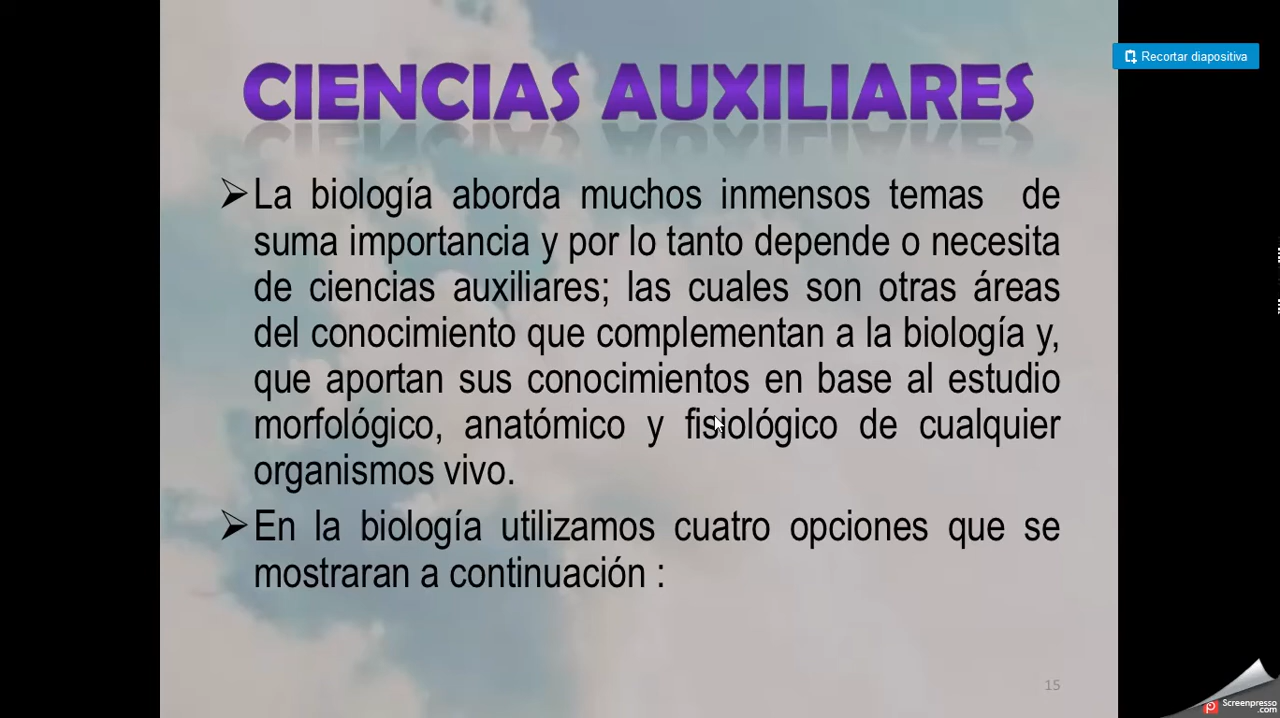 CIENCIAS AUXILIARES
Recortar diapositiva
➢La biología aborda muchos inmensos temas de
suma importancia y por lo tanto depende o necesita
de ciencias auxiliares; las cuales son otras áreas
del conocimiento que complementan a la biología y,
que aportan sus conocimientos en base al estudio
morfológico, anatómico y fisiológico de cualquier
organismos vivo.
➢En la biología utilizamos cuatro opciones que se
mostraran a continuación :
15
Screenpresso
.com